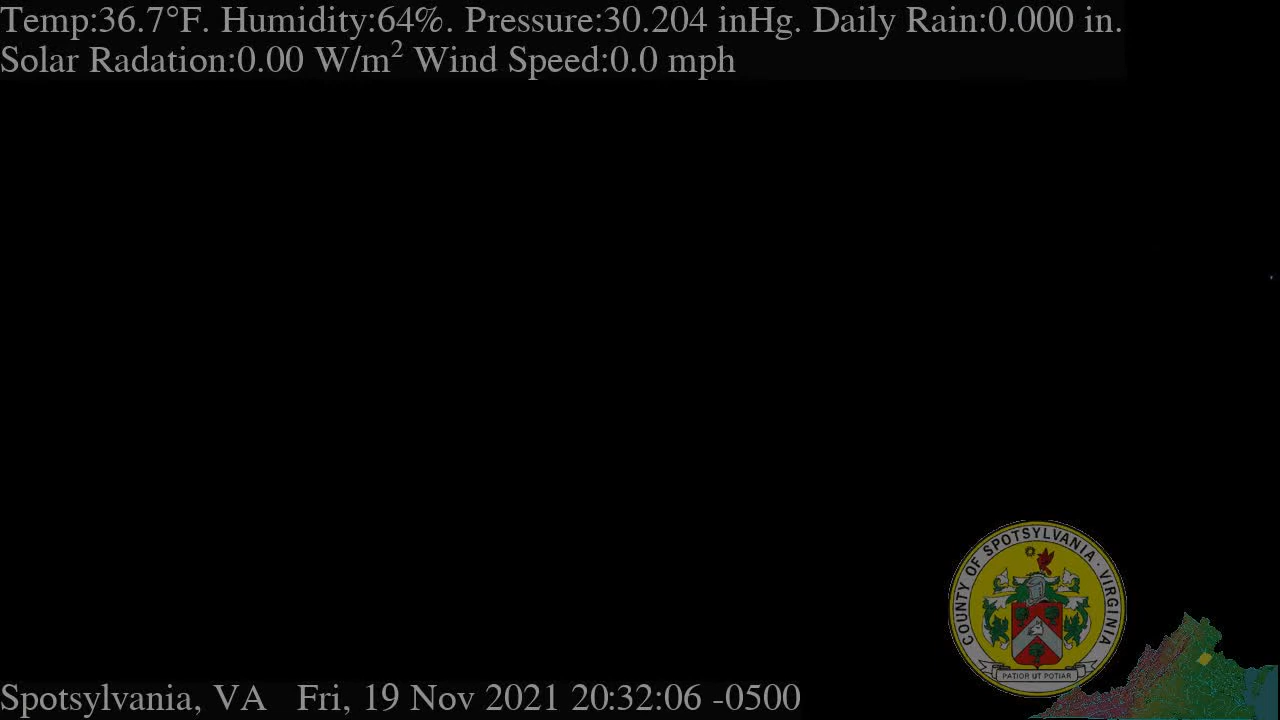 Temp:36.7°F. Humidity:64%. Pressure:30.204 inHg. Daily Rain:0.000 in.
Solar Radation:0.00 W/m² Wind Speed:0.0 mph
COUNTY OF SPOTSYLVANIA · VIRGINIA
PATIOR UT POTIAR
Spotsylvania, VA Fri, 19 Nov 2021 20:32:06 -0500